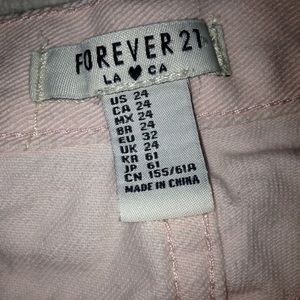 FOREVER 21
LA ♥ CA
US 24
CA 24
MX 24
BR 24
EU 32
UK 24
KR 61
JP 61
CN 155/61A
MADE IN CHINA